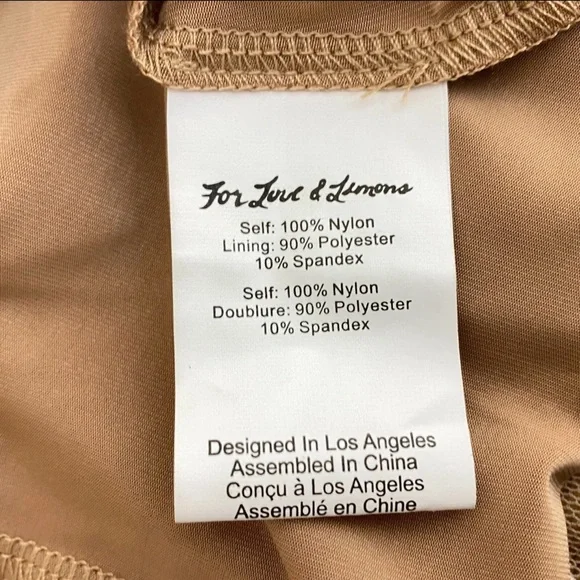 For Love & Lemons
Self: 100% Nylon
Lining: 90% Polyester
10% Spandex
Self: 100% Nylon
Doublure: 90% Polyester
10% Spandex
Designed In Los Angeles
Assembled In China
Conçu à Los Angeles
Assemblé en Chine